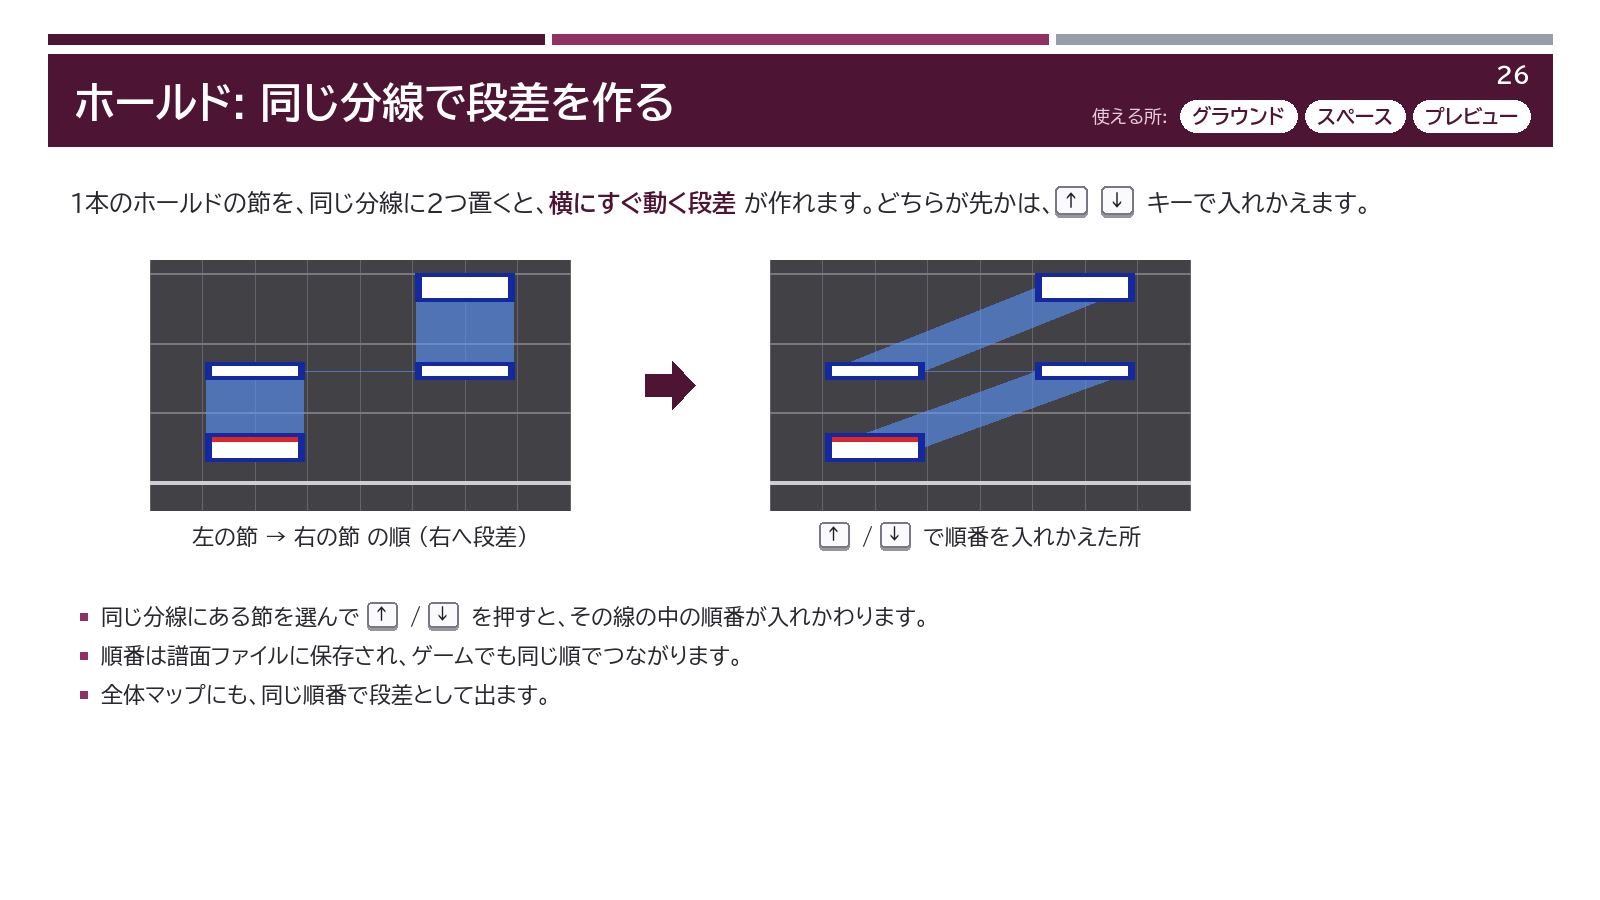 26
ホールド: 同じ分線で段差を作る
使える所: グラウンド スペース プレビュー
1本のホールドの節を、同じ分線に2つ置くと、横にすぐ動く段差 が作れます。どちらが先かは、↑ ↓ キーで入れかえます。
左の節 → 右の節 の順 (右へ段差)
↑ / ↓ で順番を入れかえた所
同じ分線にある節を選んで ↑ / ↓ を押すと、その線の中の順番が入れかわります。
順番は譜面ファイルに保存され、ゲームでも同じ順でつながります。
全体マップにも、同じ順番で段差として出ます。